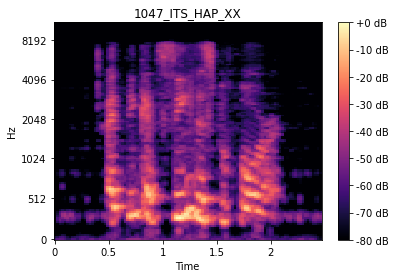 1047_ITS_HAP_XX
+0 dB
8192
-10 dB
4096
-20 dB
-30 dB
Hz
2048
-40 dB
1024
-50 dB
512
-60 dB
-70 dB
0
-80 dB
0 0.5 1 1.5 2
Time